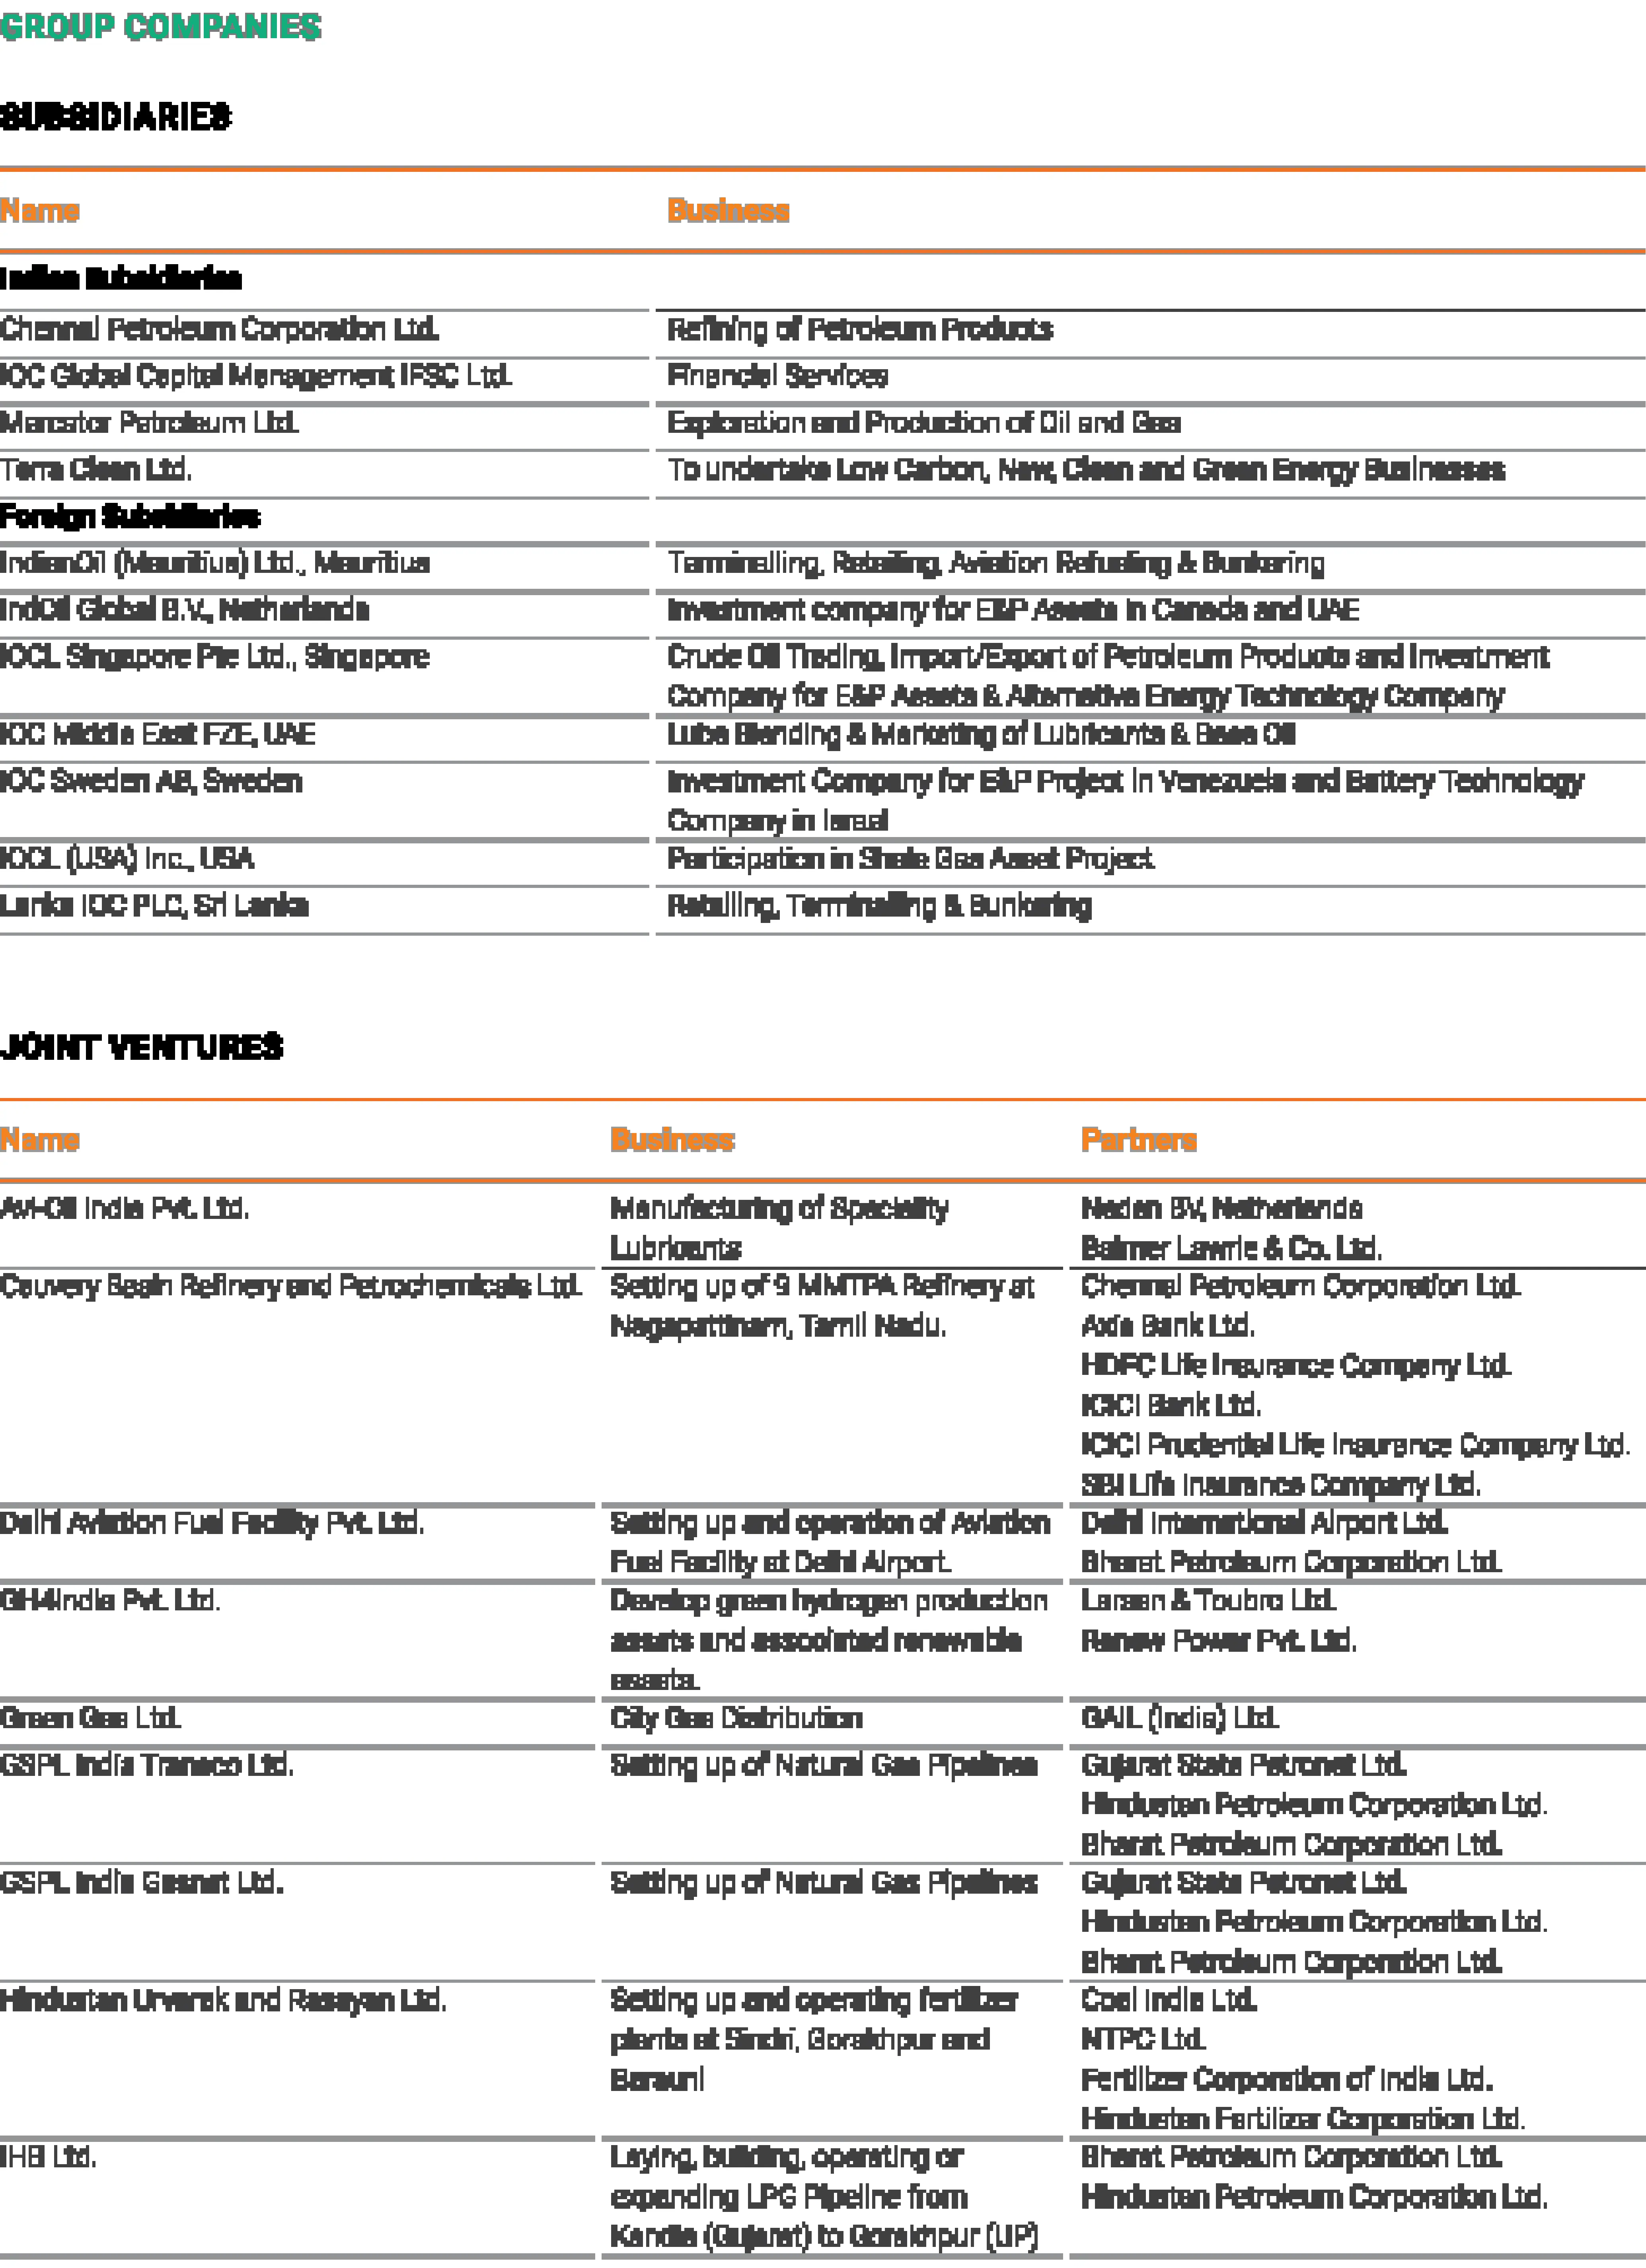 GROUP COMPANIES
SUBSIDIARIES
Name Business
Indian Subsidiaries
Chennai Petroleum Corporation Ltd. Refining of Petroleum Products
IOC Global Capital Management IFSC Ltd. Financial Services
Mercator Petroleum Ltd. Exploration and Production of Oil and Gas
Terra Clean Ltd. To undertake Low Carbon, New, Clean and Green Energy Businesses
Foreign Subsidiaries
IndianOil (Mauritius) Ltd., Mauritius Terminalling, Retailing, Aviation Refueling & Bunkering
IndOil Global B.V., Netherlands Investment company for E&P Assets in Canada and UAE
IOCL Singapore Pte Ltd., Singapore Crude Oil Trading, Import/Export of Petroleum Products and Investment
Company for E&P Assets & Alternative Energy Technology Company
IOC Middle East FZE, UAE Lube Blending & Marketing of Lubricants & Base Oil
IOC Sweden AB, Sweden Investment Company for E&P Project in Venezuela and Battery Technology
Company in Israel
IOCL (USA) Inc., USA Participation in Shale Gas Asset Project
Lanka IOC PLC, Sri Lanka Retailing, Terminalling & Bunkering
JOINT VENTURES
Name Business Partners
Avi-Oil India Pvt. Ltd. Manufacturing of Speciality Neden BV, Netherlands
Lubricants Balmer Lawrie & Co. Ltd.
Cauvery Basin Refinery and Petrochemicals Ltd. Setting up of 9 MMTPA Refinery at Chennai Petroleum Corporation Ltd.
Nagapattinam, Tamil Nadu. Axis Bank Ltd.
HDFC Life Insurance Company Ltd.
ICICI Bank Ltd.
ICICI Prudential Life Insurance Company Ltd.
SBI Life Insurance Company Ltd.
Delhi Aviation Fuel Facility Pvt. Ltd. Setting up and operation of Aviation Delhi International Airport Ltd.
Fuel Facility at Delhi Airport. Bharat Petroleum Corporation Ltd.
GH4India Pvt. Ltd. Develop green hydrogen production Larsen & Toubro Ltd.
assets and associated renewable Renew Power Pvt. Ltd.
assets.
Green Gas Ltd. City Gas Distribution GAIL (India) Ltd.
GSPL India Transco Ltd. Setting up of Natural Gas Pipelines Gujarat State Petronet Ltd.
Hindustan Petroleum Corporation Ltd.
Bharat Petroleum Corporation Ltd.
GSPL India Gasnet Ltd. Setting up of Natural Gas Pipelines Gujarat State Petronet Ltd.
Hindustan Petroleum Corporation Ltd.
Bharat Petroleum Corporation Ltd.
Hindustan Urvarak and Rasayan Ltd. Setting up and operating fertilizer Coal India Ltd.
plants at Sindri, Gorakhpur and NTPC Ltd.
Barauni Fertilizer Corporation of India Ltd.
Hindustan Fertilizer Corporation Ltd.
IHB Ltd. Laying, building, operating or Bharat Petroleum Corporation Ltd.
expanding LPG Pipeline from Hindustan Petroleum Corporation Ltd.
Kandla (Gujarat) to Gorakhpur (UP)